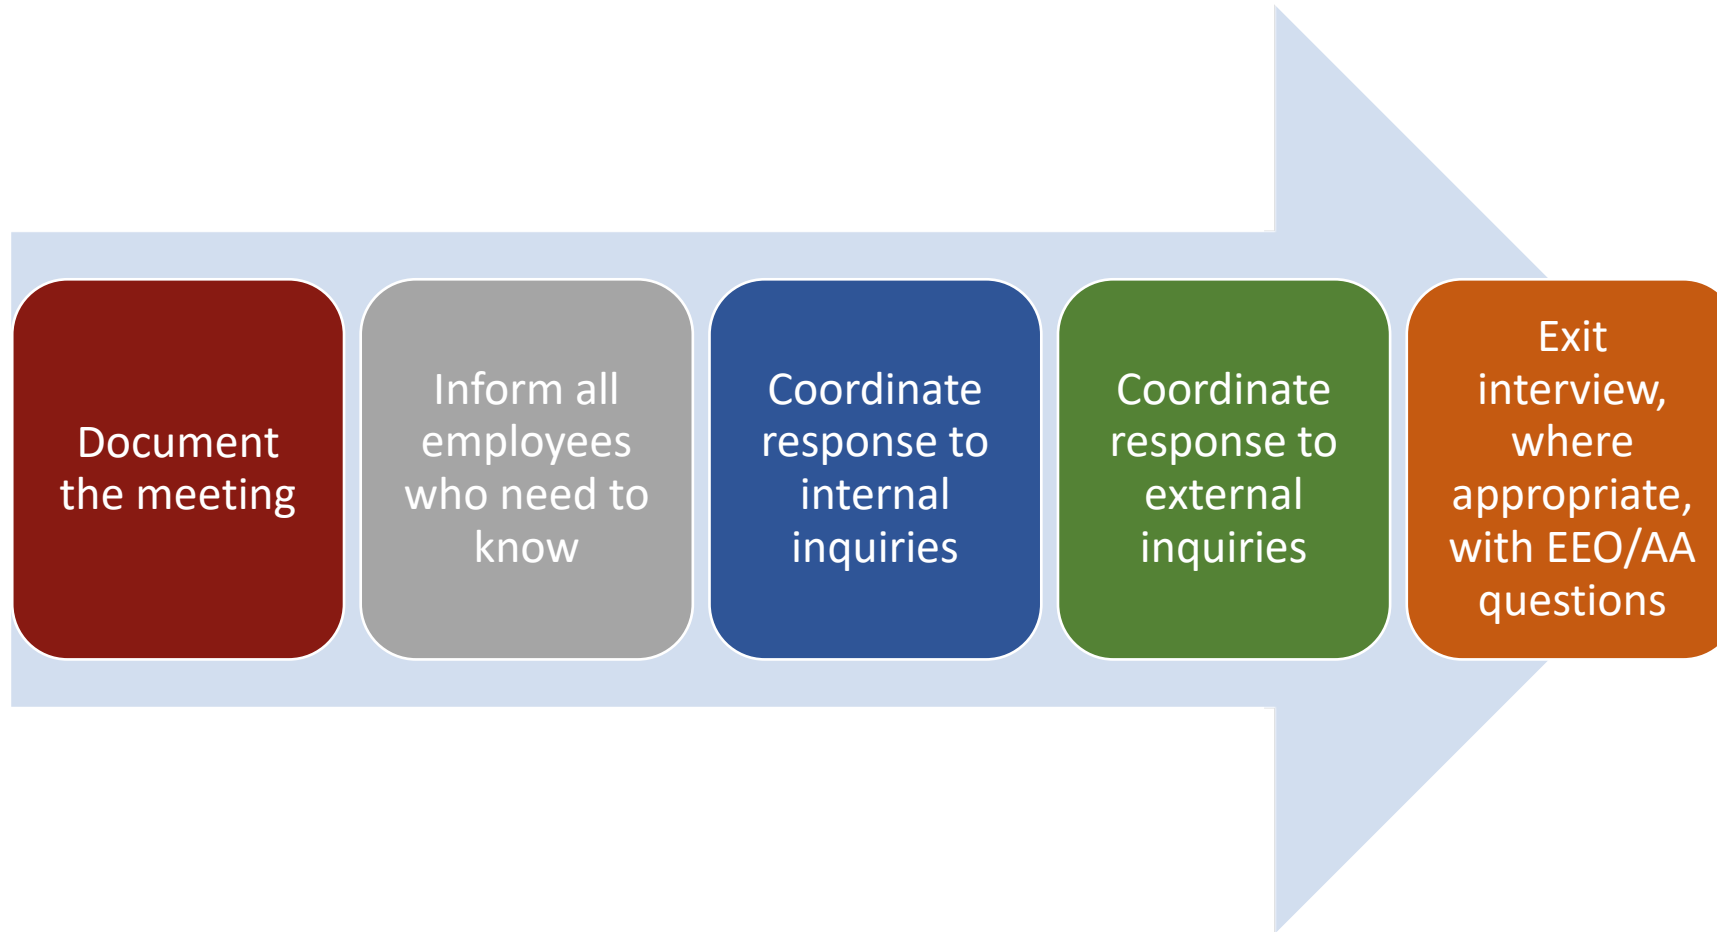 Document
the meeting
Inform all
employees
who need to
know
Coordinate
response to
internal
inquiries
Coordinate
response to
external
inquiries
Exit
interview,
where
appropriate,
with EEO/AA
questions